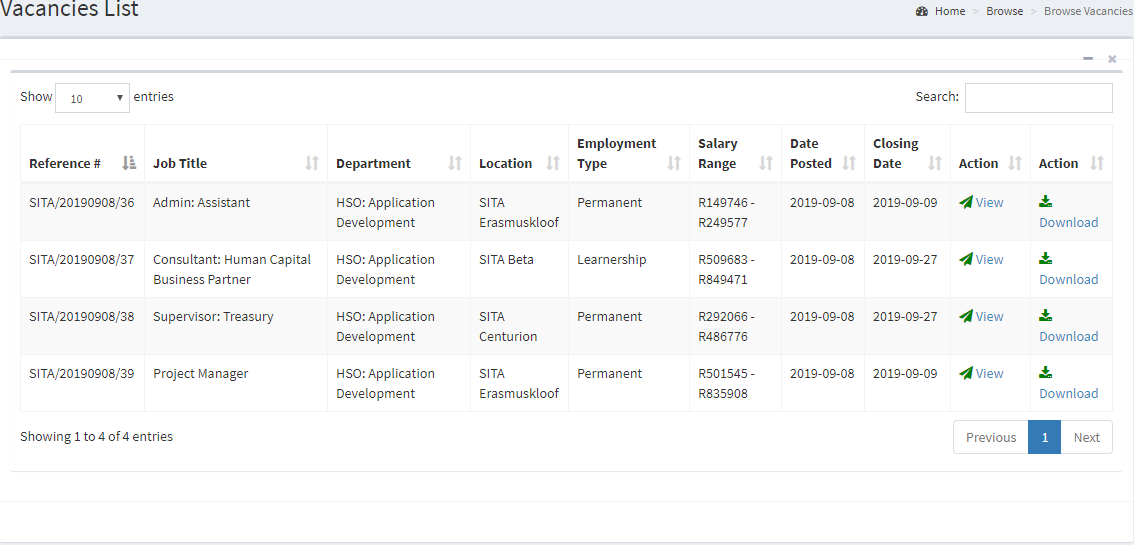 Vacancies List
Home > Browse > Browse Vacancies
Show 10 entries
Search:
Reference # Job Title Department Location Employment Type Salary Range Date Posted Closing Date Action Action
SITA/20190908/36 Admin: Assistant HSO: Application Development SITA Erasmuskloof Permanent R149746 - R249577 2019-09-08 2019-09-09 View Download
SITA/20190908/37 Consultant: Human Capital Business Partner HSO: Application Development SITA Beta Learnership R509683 - R849471 2019-09-08 2019-09-27 View Download
SITA/20190908/38 Supervisor: Treasury HSO: Application Development SITA Centurion Permanent R292066 - R486776 2019-09-08 2019-09-27 View Download
SITA/20190908/39 Project Manager HSO: Application Development SITA Erasmuskloof Permanent R501545 - R835908 2019-09-08 2019-09-09 View Download
Showing 1 to 4 of 4 entries
Previous 1 Next